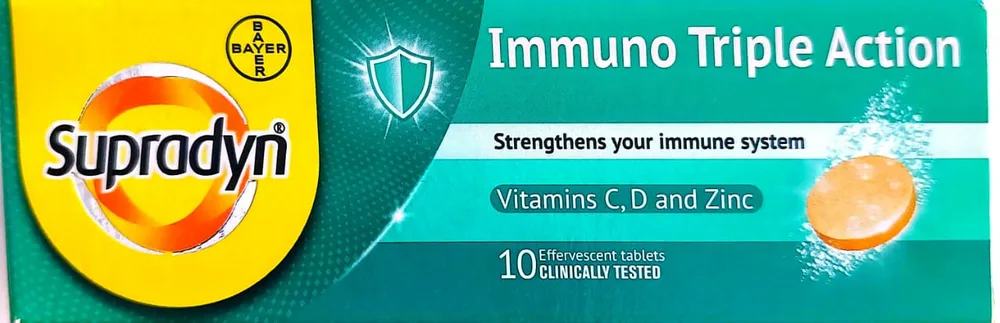 BAYER
BAYER
Supradyn®
Immuno Triple Action
Strengthens your immune system
Vitamins C, D and Zinc
10 Effervescent tablets
CLINICALLY TESTED